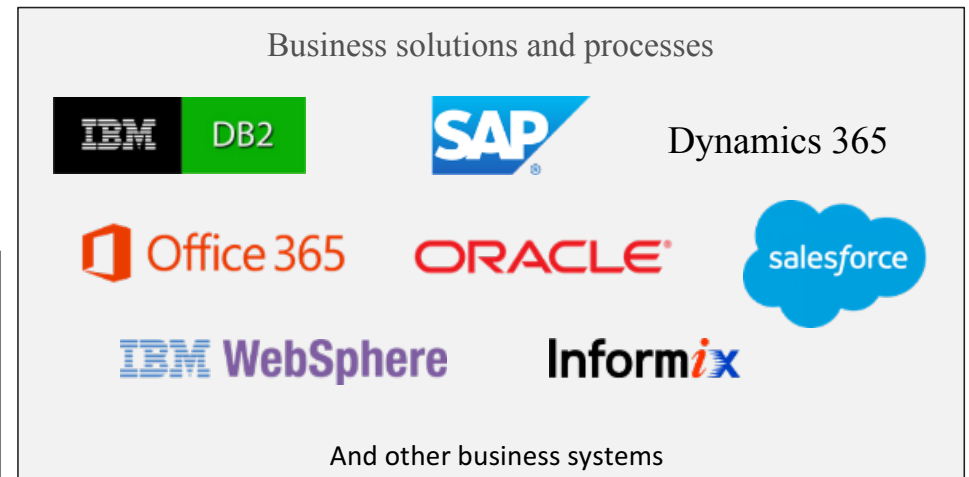 Business solutions and processes
IBM DB2
SAP®
Dynamics 365
Office 365
ORACLE®
salesforce
IBM WebSphere
Informix
And other business systems